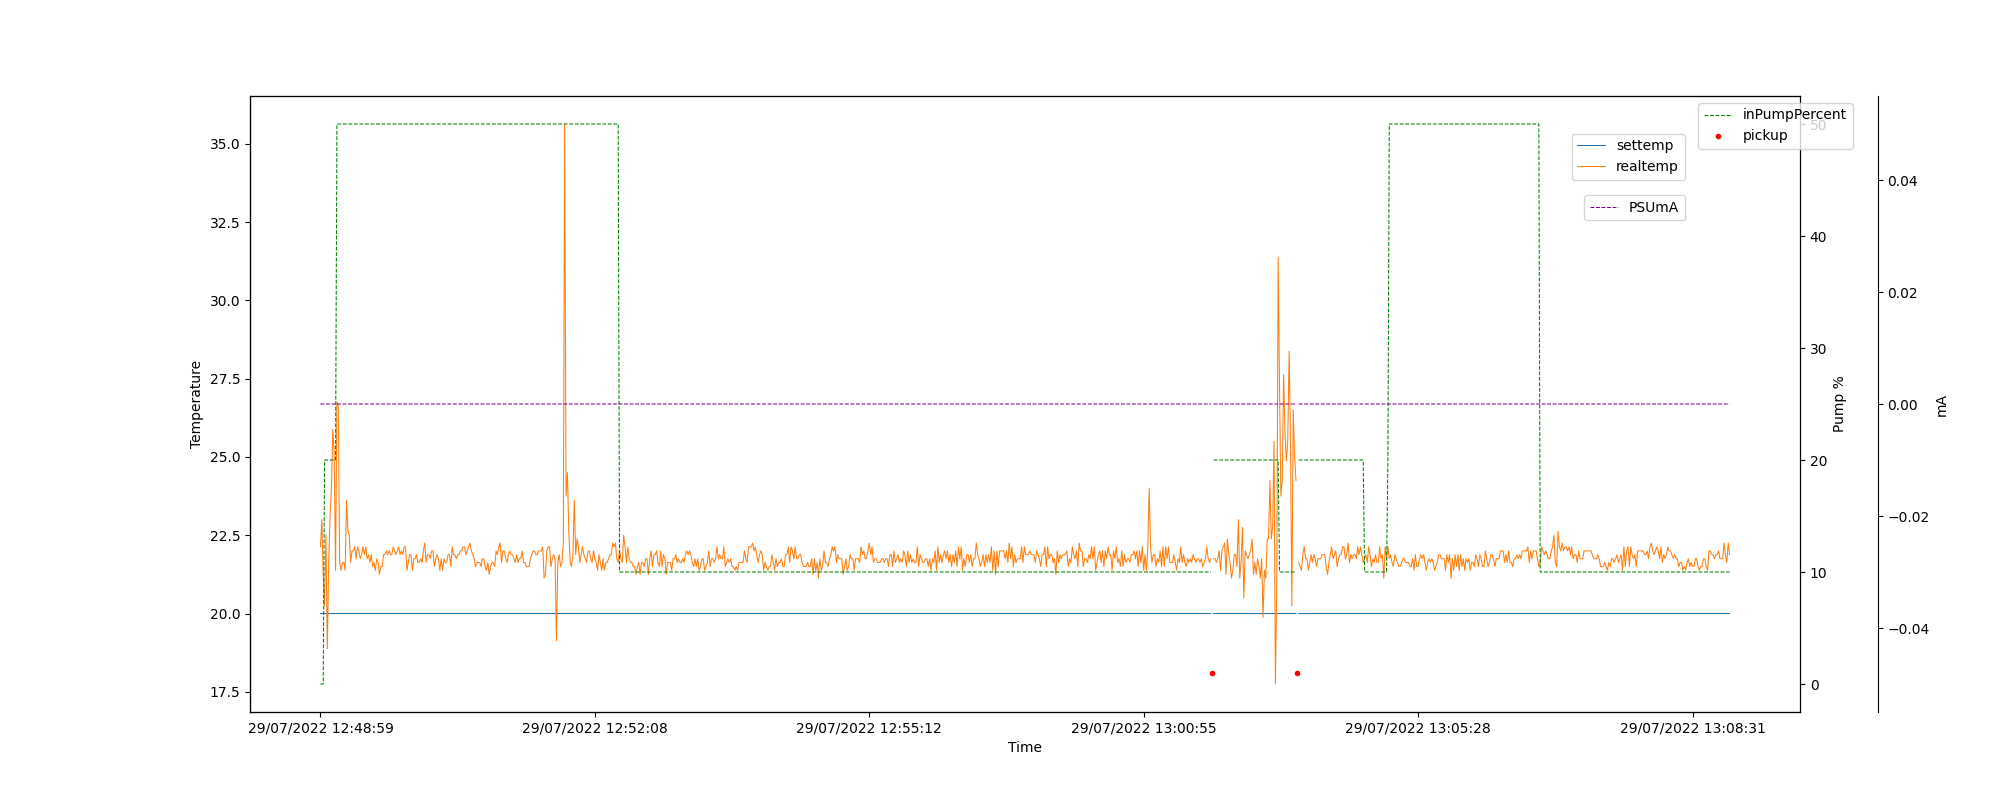 inPumpPercent
pickup
50
settemp
realtemp
PSUmA
35.0
32.5
30.0
27.5
25.0
22.5
20.0
17.5
Temperature
40
30
20
10
0
Pump %
0.04
0.02
0.00
−0.02
−0.04
mA
29/07/2022 12:48:59
29/07/2022 12:52:08
29/07/2022 12:55:12
29/07/2022 13:00:55
29/07/2022 13:05:28
29/07/2022 13:08:31
Time